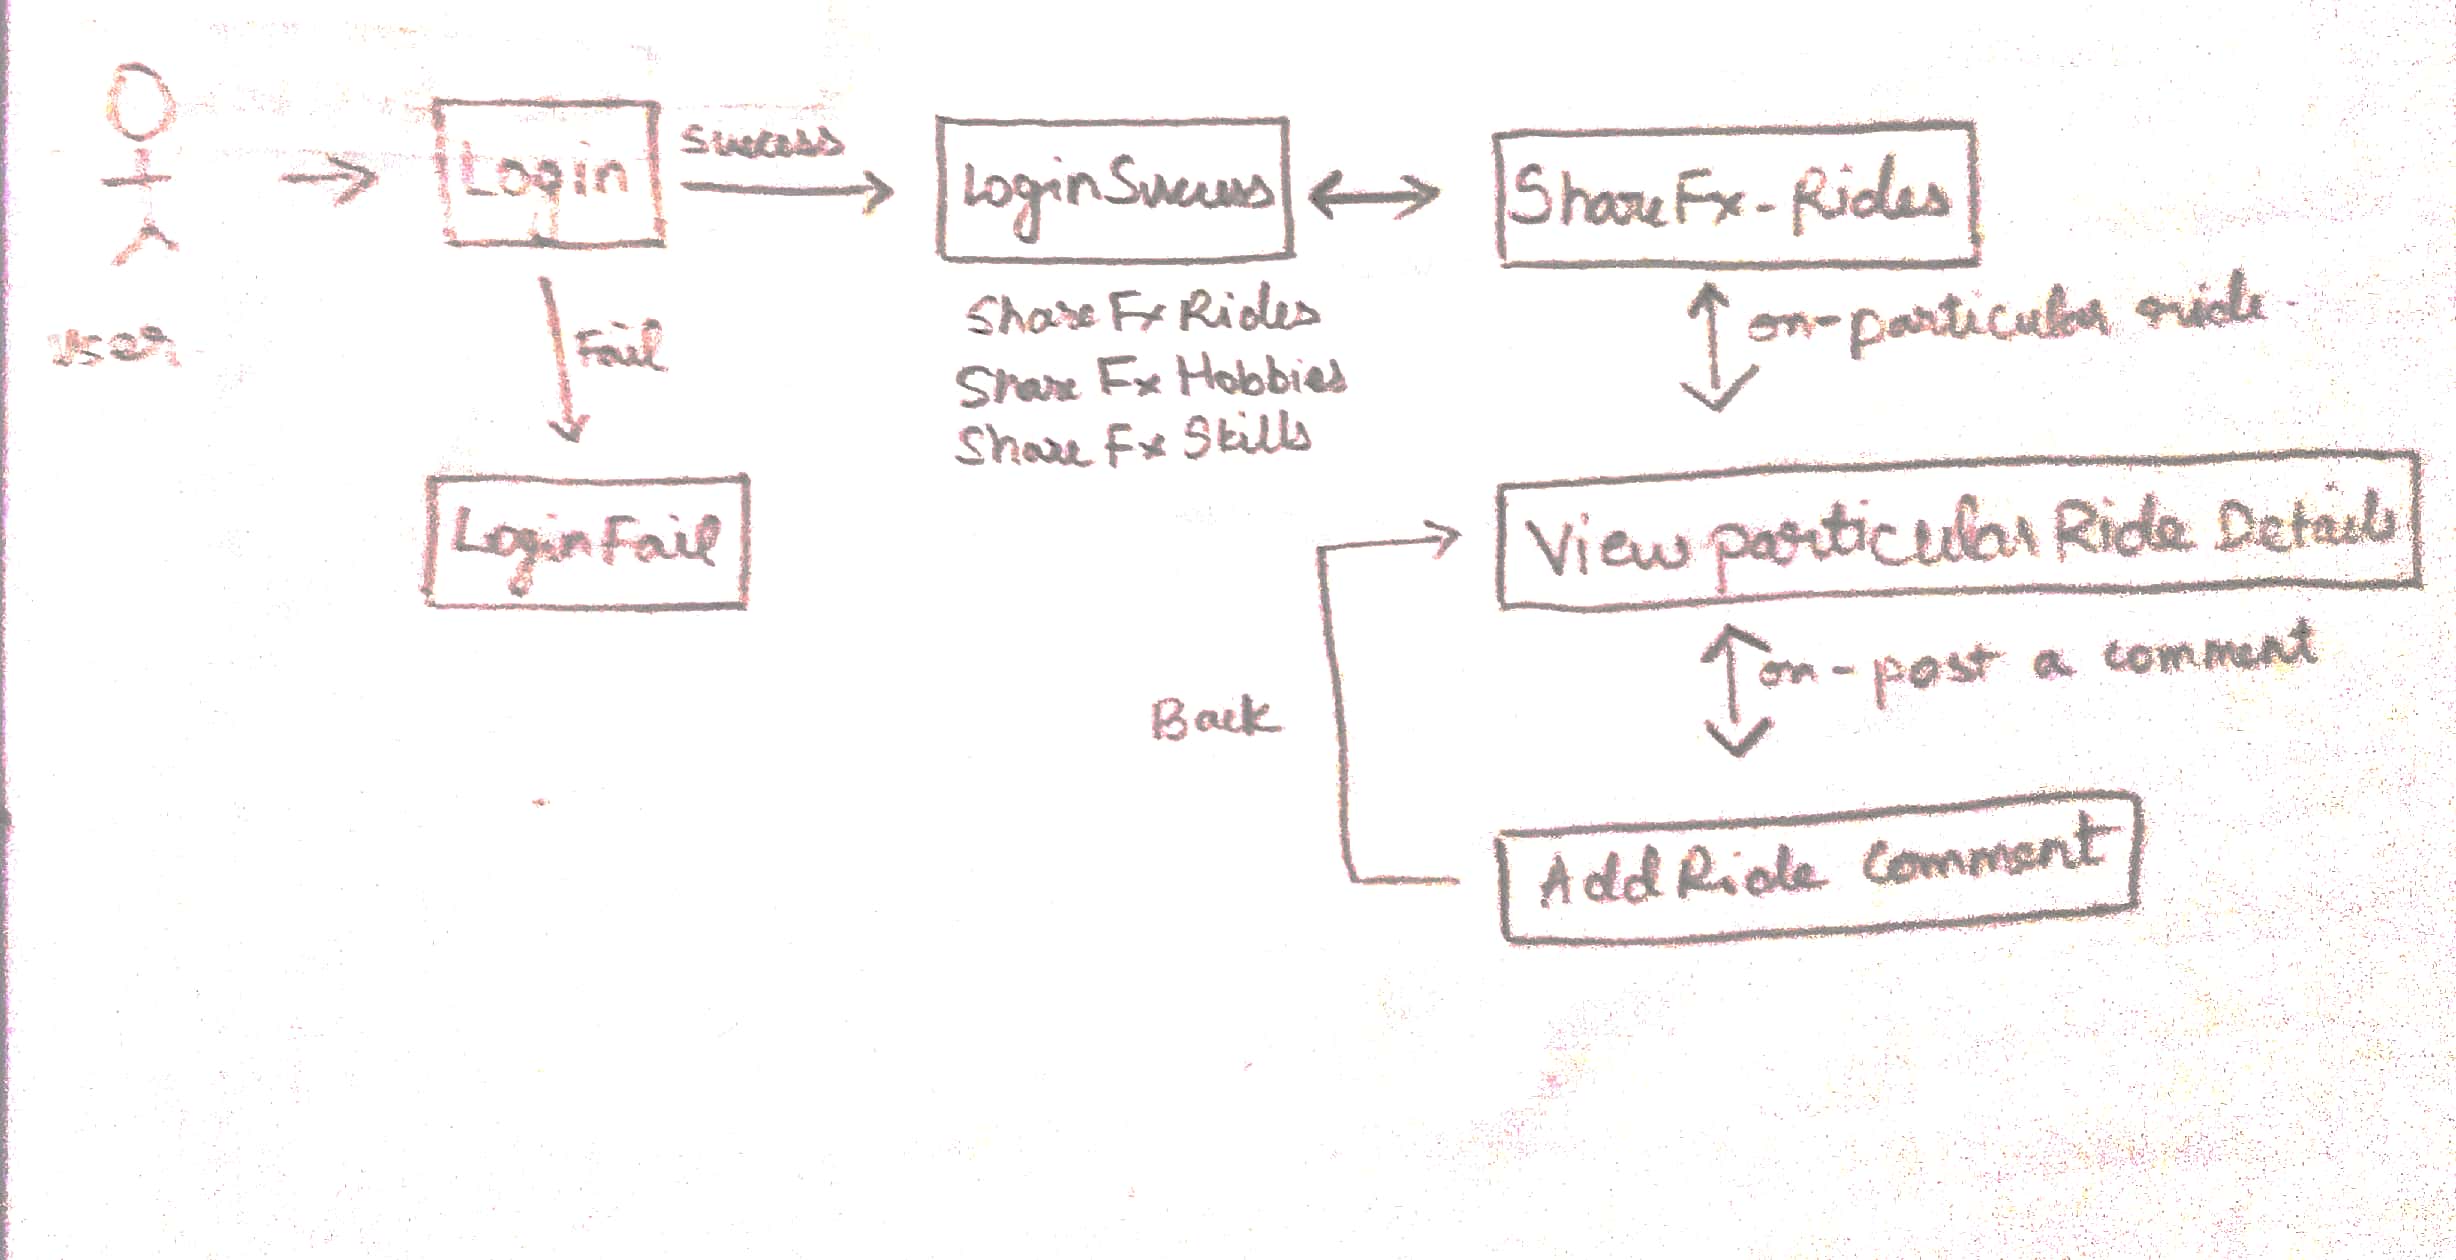 User
Login
Success
LoginSuccess
ShareFx-Rides
Fail
LoginFail
Share Fx Rides
Share Fx Hobbies
Share Fx Skills
on-particular ride
View particular Ride Details
on-post a comment
Back
Add Ride Comment